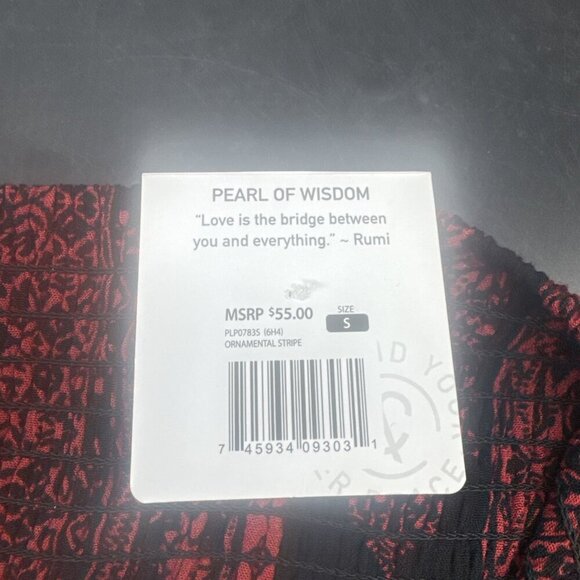 PEARL OF WISDOM
“Love is the bridge between
you and everything.” ~ Rumi
MSRP $55.00
SIZE
S
PLP0783S (6H4)
ORNAMENTAL STRIPE
7 45934 09303 1